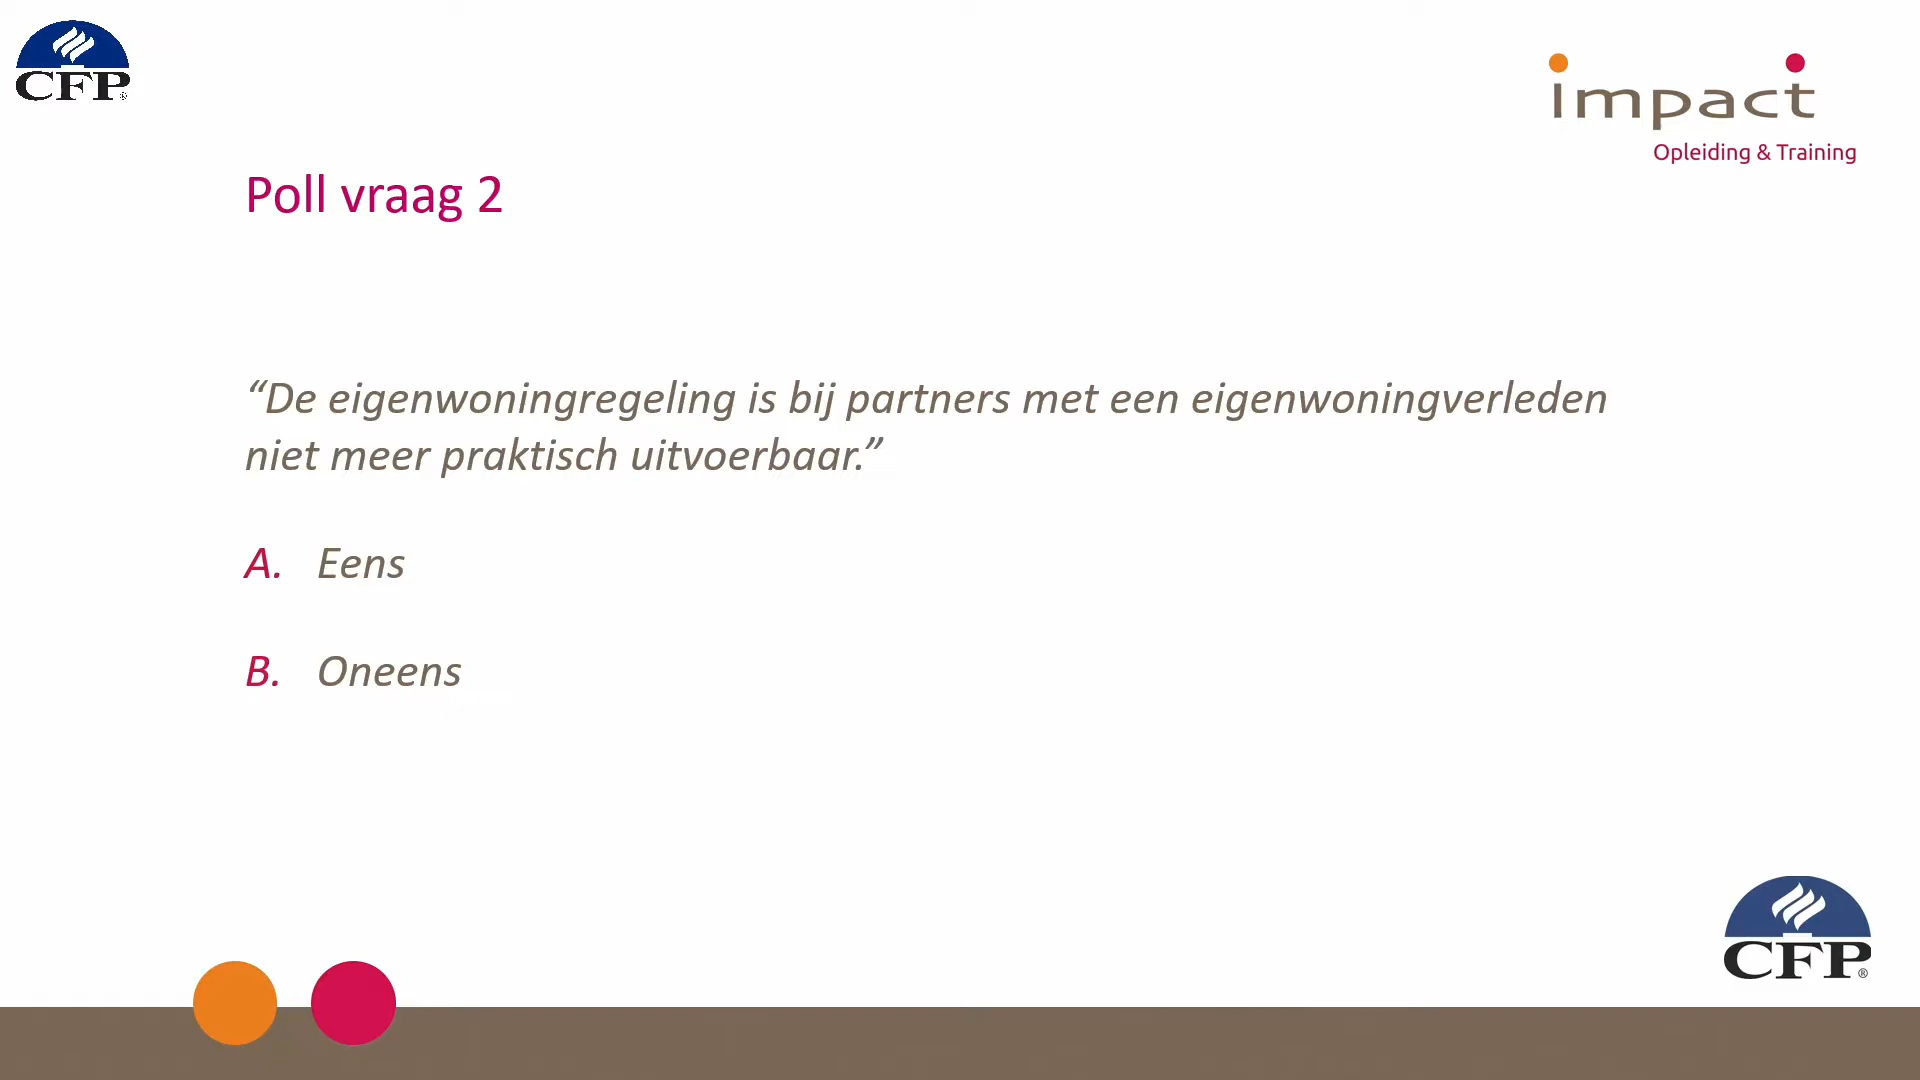 CFP®
impact
Opleiding & Training
Poll vraag 2
“De eigenwoningregeling is bij partners met een eigenwoningverleden
niet meer praktisch uitvoerbaar.”
A. Eens
B. Oneens
CFP®